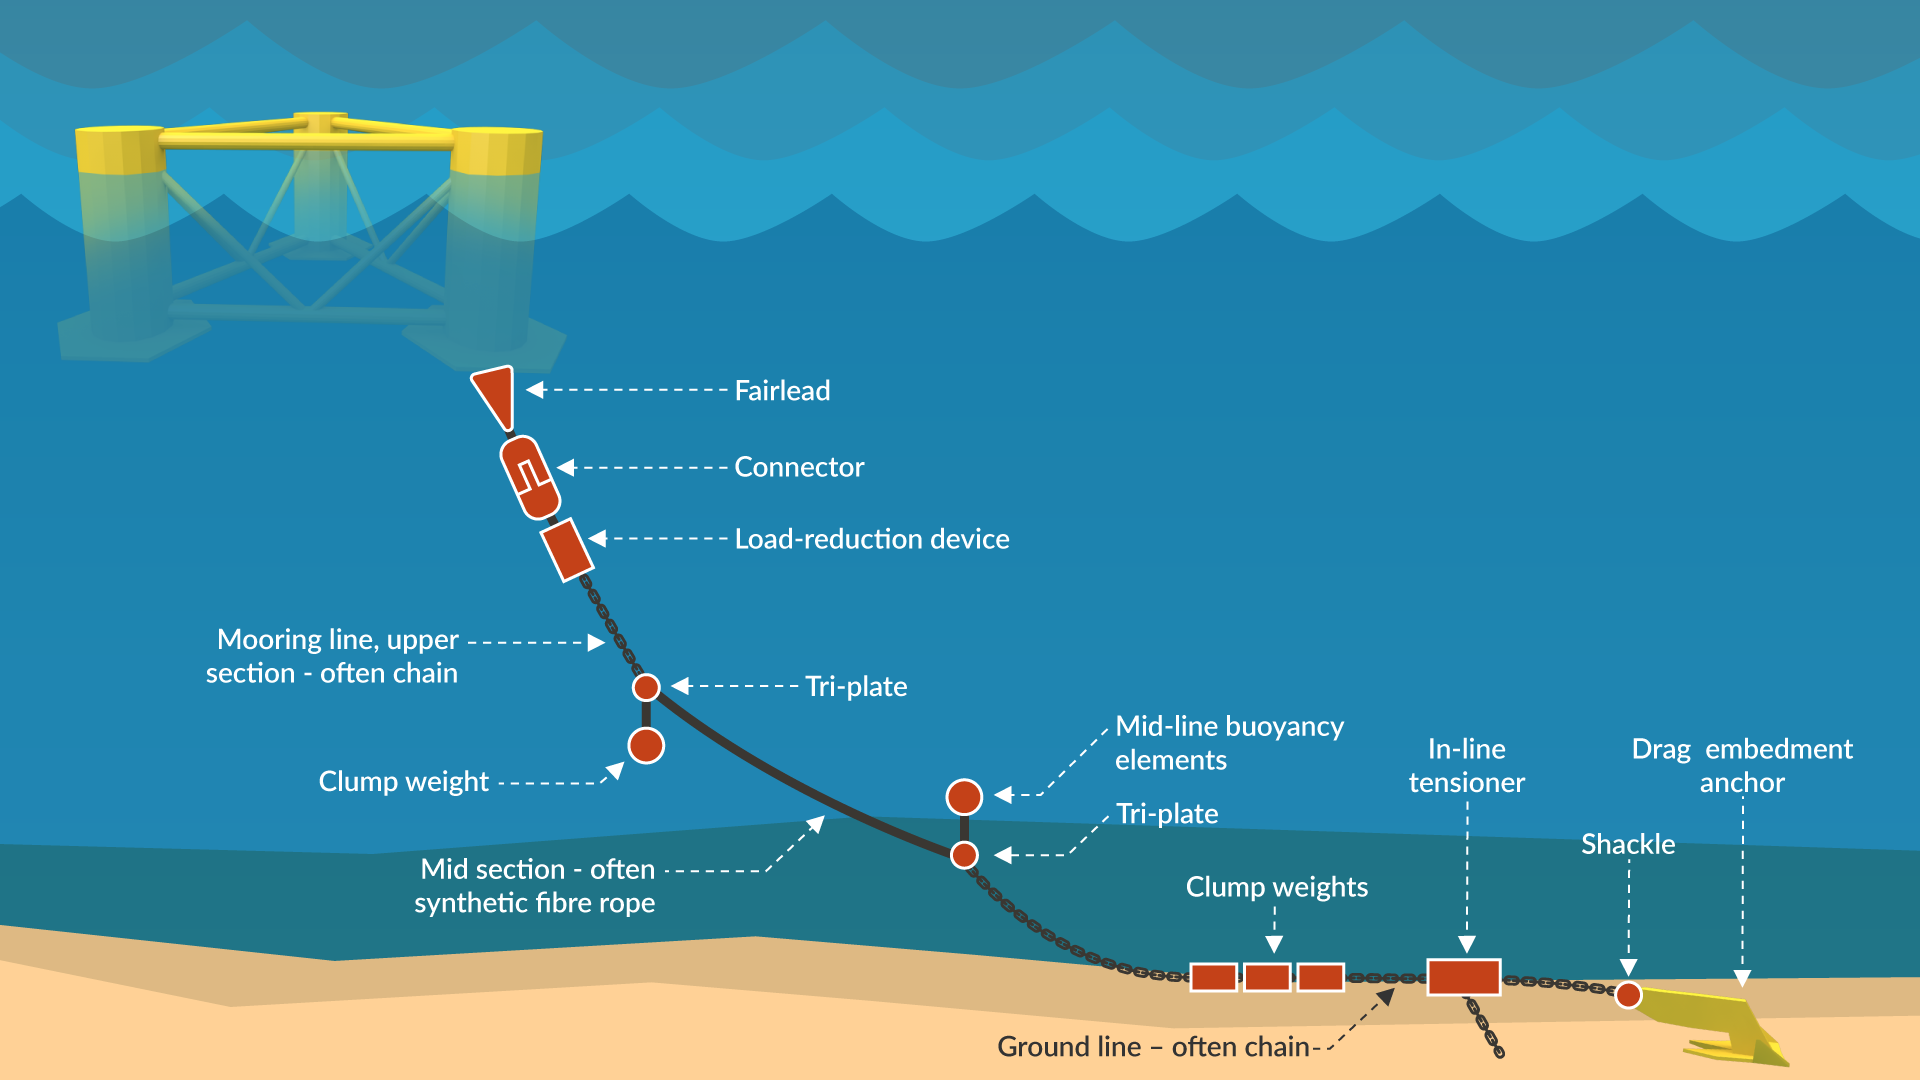 Fairlead
Connector
Load-reduction device
Mooring line, upper
section - often chain
Tri-plate
Clump weight
Mid-line buoyancy
elements
Tri-plate
Mid section - often
synthetic fibre rope
Clump weights
In-line
tensioner
Shackle
Drag  embedment
anchor
Ground line – often chain